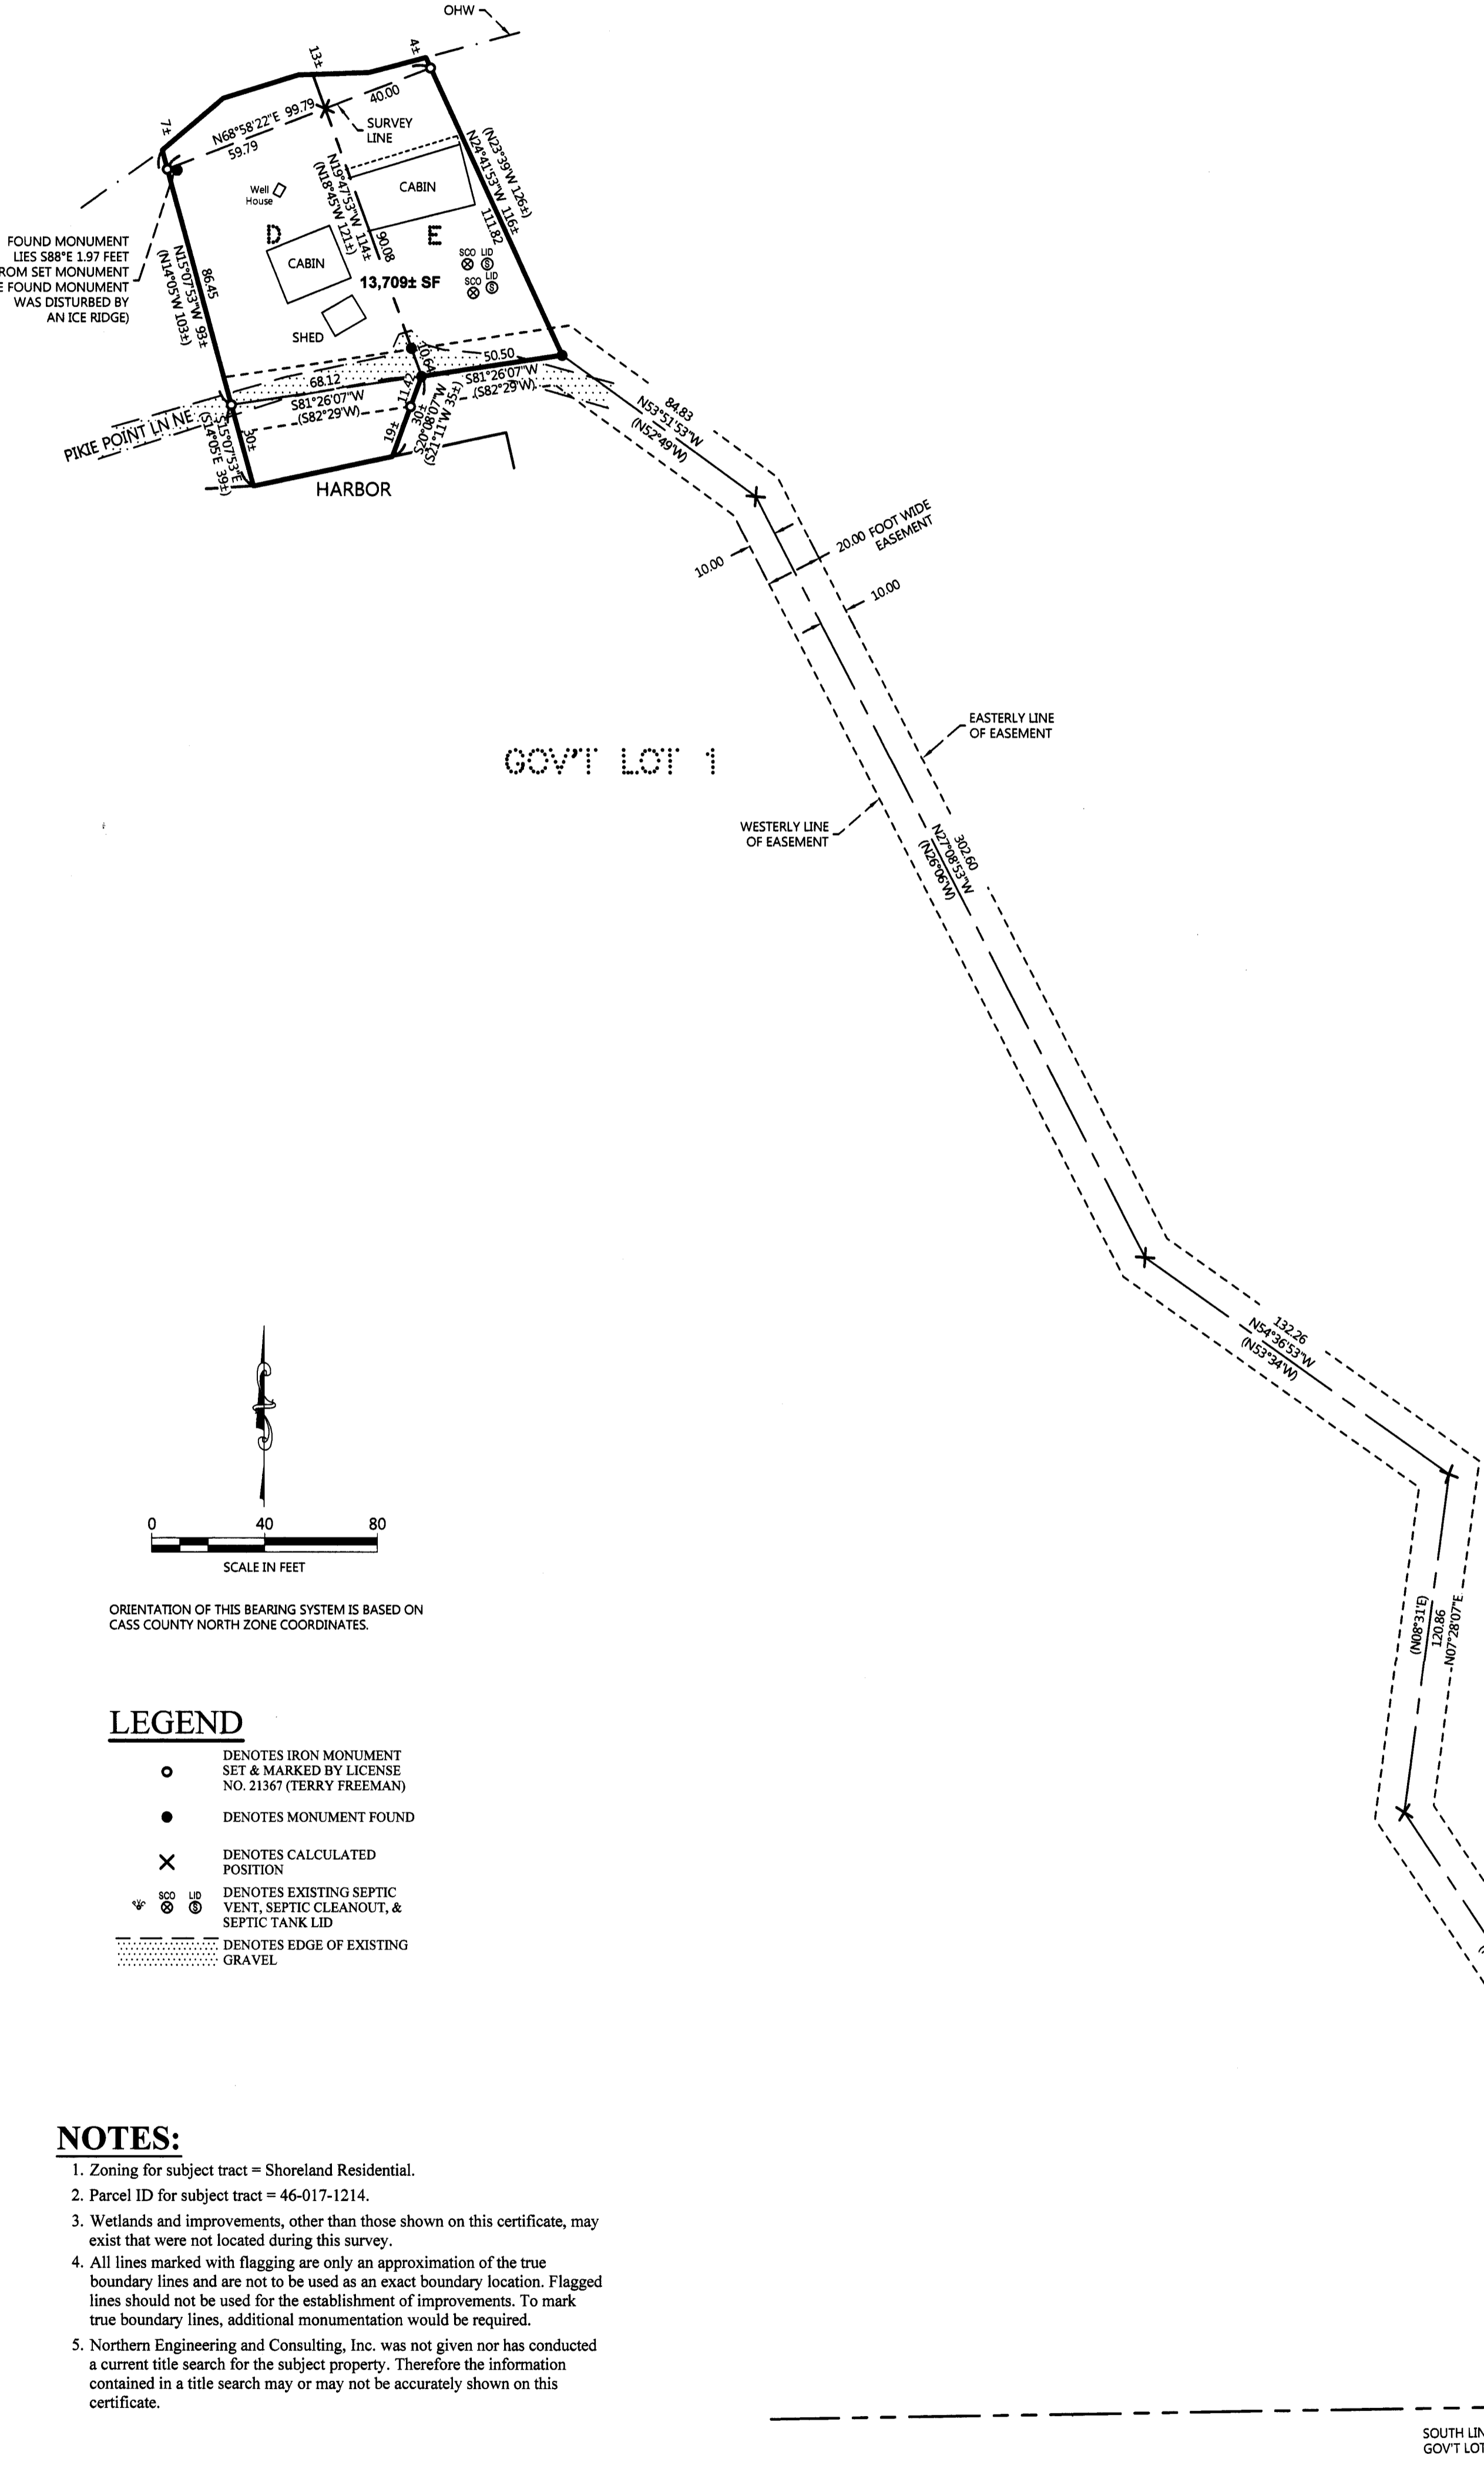 OHW
13±
4±
7±
N68°58'22"E 99.79
59.79
40.00
SURVEY
LINE
(N23°39'W 126±)
N24°41'53"W 116±
111.82
N19°47'53"W 114±
(N18°45'W 121±)
90.08
Well
House
CABIN
D
E
CABIN
SCO LID
SCO LID
13,709± SF
SHED
FOUND MONUMENT
LIES S88°E 1.97 FEET
ROM SET MONUMENT
E FOUND MONUMENT
WAS DISTURBED BY
AN ICE RIDGE)
86.45
N15°07'53"W 93±
(N14°05'W 103±)
10.64
50.50
S81°26'07"W
(S82°29'W)
68.12
S81°26'07"W
(S82°29'W)
11.42
30±
19±
S20°08'07"W
(S21°11'W 35±)
PIKIE POINT LN NE
30±
S15°07'53"E
(S14°05'E 39±)
HARBOR
84.83
N53°51'53"W
(N52°49'W)
20.00 FOOT WIDE
EASEMENT
10.00
10.00
EASTERLY LINE
OF EASEMENT
GOV'T LOT 1
WESTERLY LINE
OF EASEMENT
302.60
N27°08'53"W
(N26°06'W)
132.26
N54°36'53"W
(N53°34'W)
(N08°31'E)
120.86
N07°28'07"E
0 40 80
SCALE IN FEET
ORIENTATION OF THIS BEARING SYSTEM IS BASED ON
CASS COUNTY NORTH ZONE COORDINATES.
LEGEND
DENOTES IRON MONUMENT
SET & MARKED BY LICENSE
NO. 21367 (TERRY FREEMAN)
DENOTES MONUMENT FOUND
DENOTES CALCULATED
POSITION
SCO LID
DENOTES EXISTING SEPTIC
VENT, SEPTIC CLEANOUT, &
SEPTIC TANK LID
DENOTES EDGE OF EXISTING
GRAVEL
NOTES:
1. Zoning for subject tract = Shoreland Residential.
2. Parcel ID for subject tract = 46-017-1214.
3. Wetlands and improvements, other than those shown on this certificate, may
exist that were not located during this survey.
4. All lines marked with flagging are only an approximation of the true
boundary lines and are not to be used as an exact boundary location. Flagged
lines should not be used for the establishment of improvements. To mark
true boundary lines, additional monumentation would be required.
5. Northern Engineering and Consulting, Inc. was not given nor has conducted
a current title search for the subject property. Therefore the information
contained in a title search may or may not be accurately shown on this
certificate.
SOUTH LIN
GOV'T LOT